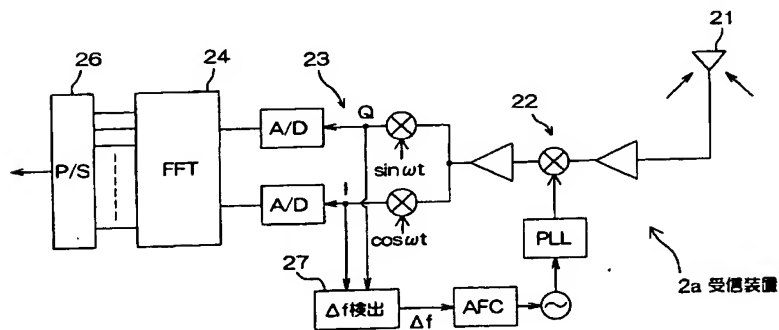 21
26
24
23
22
Q
A/D
sinωt
P/S
FFT
I
A/D
cosωt
PLL
27
Δf検出
Δf
AFC
2a 受信装置